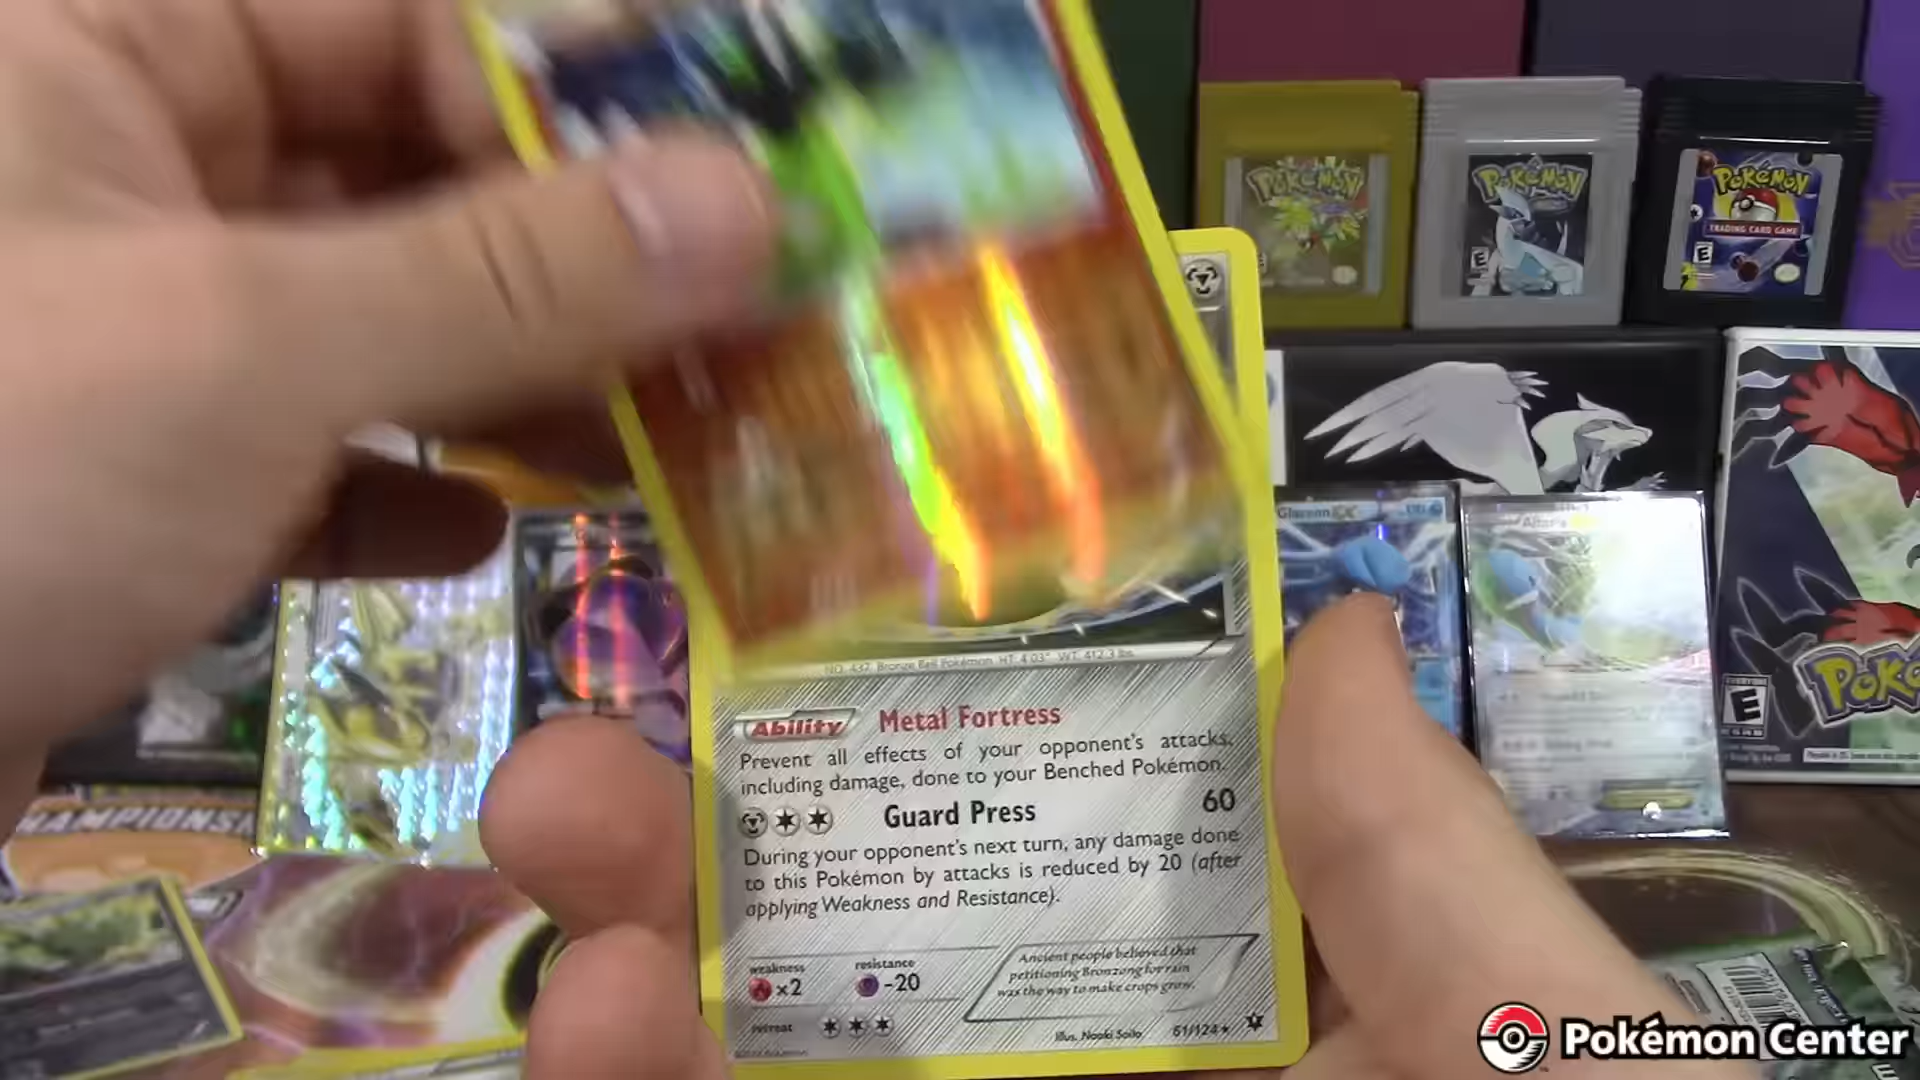 POKÉMON
POKÉMON
POKÉMON
TRADING CARD GAME
E
E
E
Glaceon EX
NO. 437 Bronze Bell Pokémon HT: 4'03" WT: 412.3 lbs.
Ability Metal Fortress
Prevent all effects of your opponent's attacks,
including damage, done to your Benched Pokémon.
Guard Press 60
During your opponent's next turn, any damage done
to this Pokémon by attacks is reduced by 20 (after
applying Weakness and Resistance).
weakness
x2
resistance
-20
retreat
Ancient people believed that
petitioning Bronzong for rain
was the way to make crops grow.
Illus. Naoki Saito
61/124
EVERYONE
E
Pokémon Center